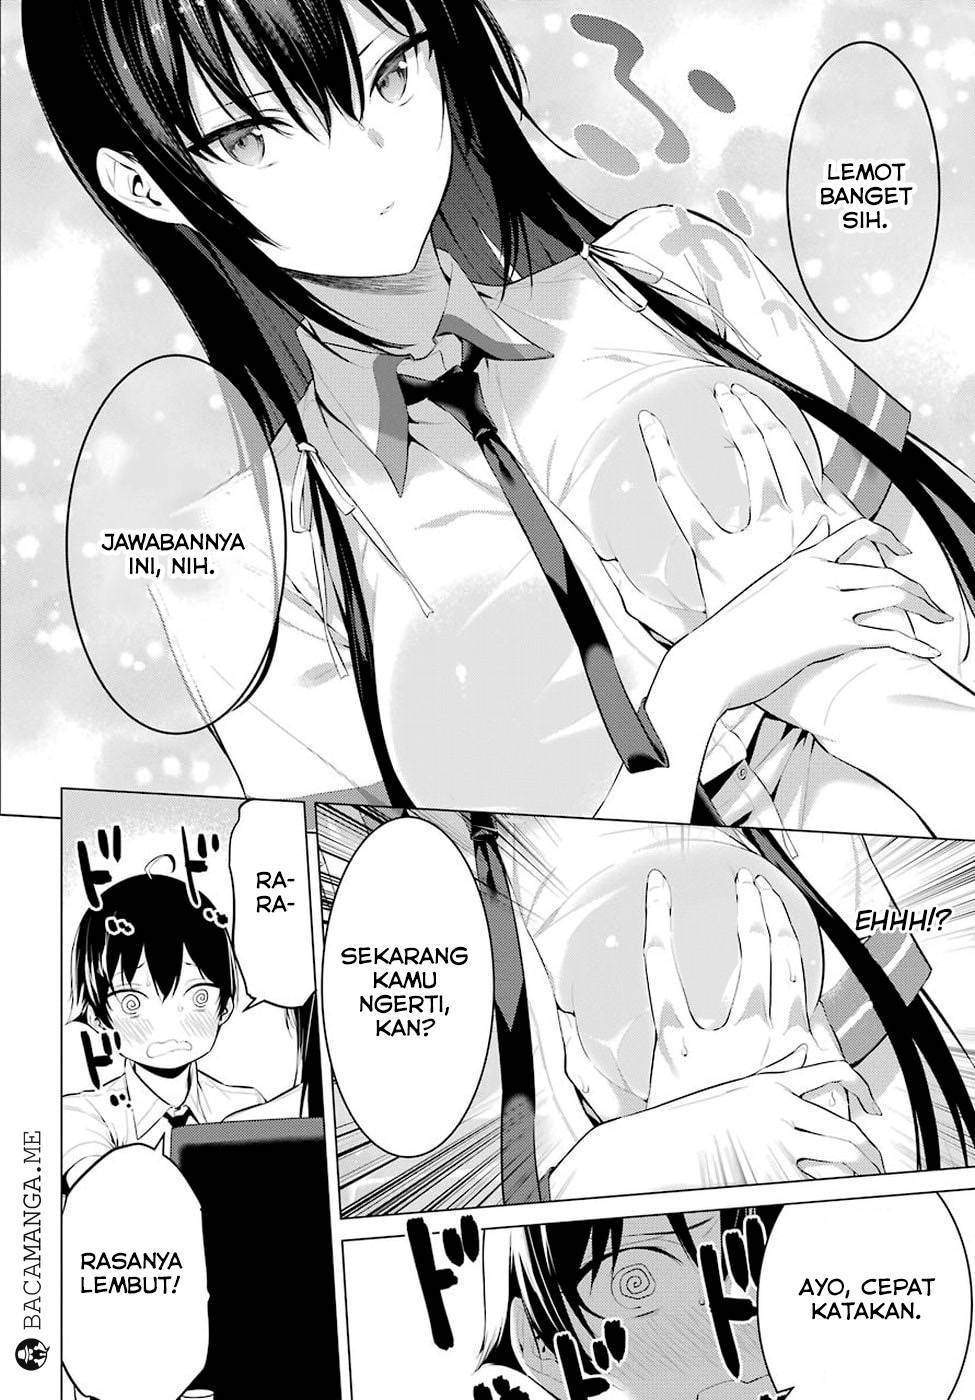 LEMOT
BANGET
SIH.
JAWABANNYA
INI, NIH.
EHHH!?
SEKARANG
KAMU
NGERTI,
KAN?
RA-
RA-
RASANYA
LEMBUT!
AYO, CEPAT
KATAKAN.
BACAMANGA.ME